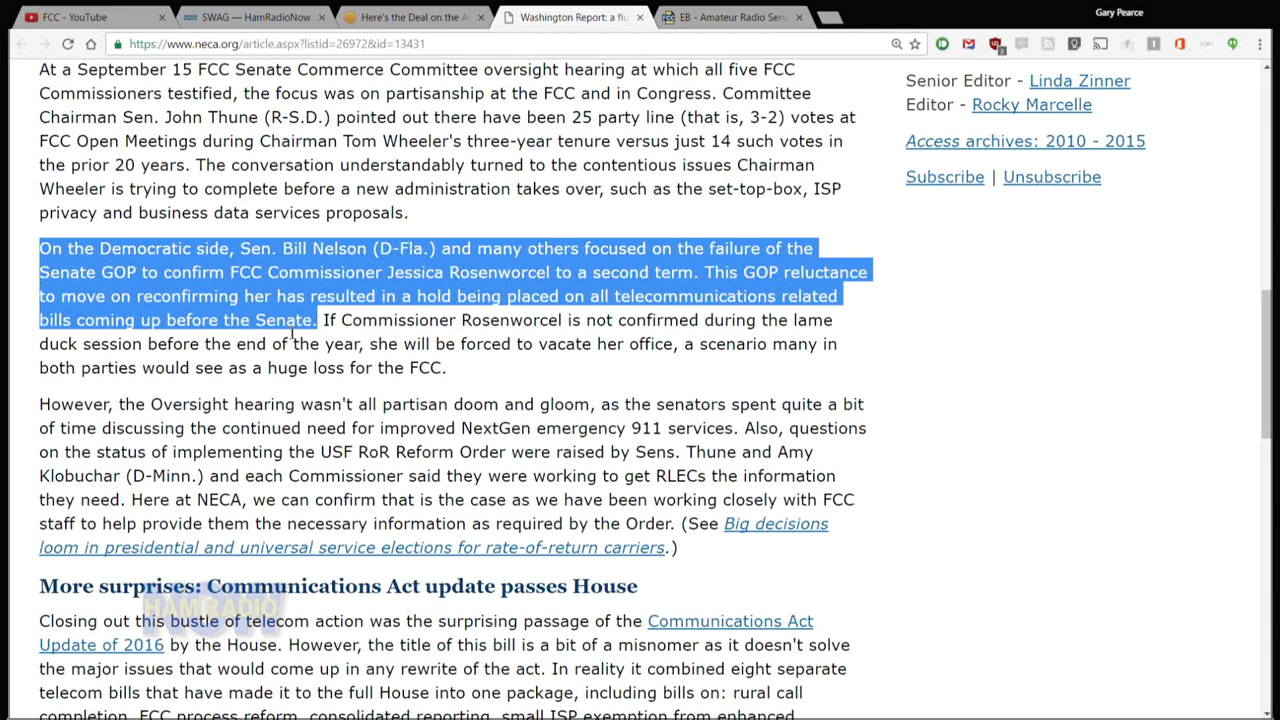 Gary Pearce
FCC - YouTube
SWAG — HamRadioNow
Here's the Deal on the A
Washington Report: a flu
EB - Amateur Radio Ser
https://www.neca.org/article.aspx?listid=26972&id=13431
At a September 15 FCC Senate Commerce Committee oversight hearing at which all five FCC
Commissioners testified, the focus was on partisanship at the FCC and in Congress. Committee
Chairman Sen. John Thune (R-S.D.) pointed out there have been 25 party line (that is, 3-2) votes at
FCC Open Meetings during Chairman Tom Wheeler's three-year tenure versus just 14 such votes in
the prior 20 years. The conversation understandably turned to the contentious issues Chairman
Wheeler is trying to complete before a new administration takes over, such as the set-top-box, ISP
privacy and business data services proposals.
On the Democratic side, Sen. Bill Nelson (D-Fla.) and many others focused on the failure of the
Senate GOP to confirm FCC Commissioner Jessica Rosenworcel to a second term. This GOP reluctance
to move on reconfirming her has resulted in a hold being placed on all telecommunications related
bills coming up before the Senate. If Commissioner Rosenworcel is not confirmed during the lame
duck session before the end of the year, she will be forced to vacate her office, a scenario many in
both parties would see as a huge loss for the FCC.
However, the Oversight hearing wasn't all partisan doom and gloom, as the senators spent quite a bit
of time discussing the continued need for improved NextGen emergency 911 services. Also, questions
on the status of implementing the USF RoR Reform Order were raised by Sens. Thune and Amy
Klobuchar (D-Minn.) and each Commissioner said they were working to get RLECs the information
they need. Here at NECA, we can confirm that is the case as we have been working closely with FCC
staff to help provide them the necessary information as required by the Order. (See Big decisions
loom in presidential and universal service elections for rate-of-return carriers.)
More surprises: Communications Act update passes House
Closing out this bustle of telecom action was the surprising passage of the Communications Act
Update of 2016 by the House. However, the title of this bill is a bit of a misnomer as it doesn't solve
the major issues that would come up in any rewrite of the act. In reality it combined eight separate
telecom bills that have made it to the full House into one package, including bills on: rural call
completion, FCC process reform, consolidated reporting, small ISP exemption from enhanced
Senior Editor - Linda Zinner
Editor - Rocky Marcelle
Access archives: 2010 - 2015
Subscribe | Unsubscribe
HAM RADIO
NOW